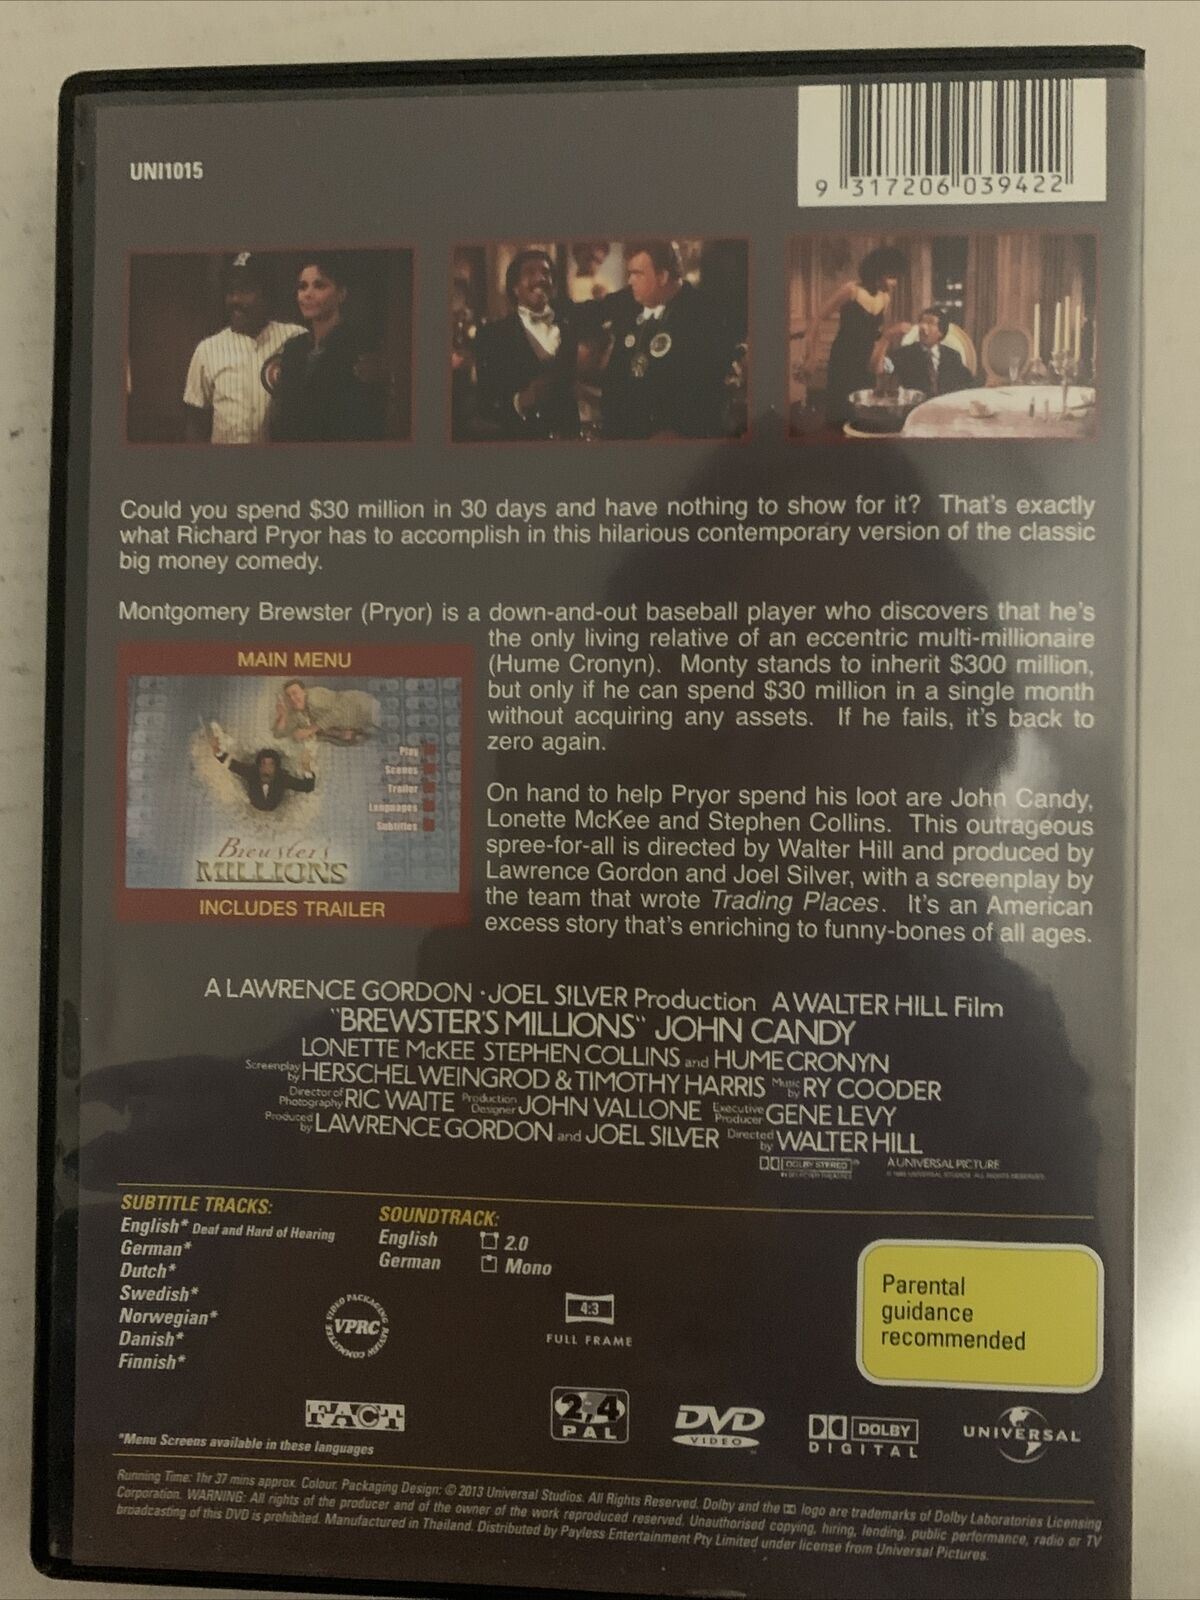 UNI1015
9 317206 039422
Could you spend $30 million in 30 days and have nothing to show for it? That's exactly
what Richard Pryor has to accomplish in this hilarious contemporary version of the classic
big money comedy.
Montgomery Brewster (Pryor) is a down-and-out baseball player who discovers that he's
the only living relative of an eccentric multi-millionaire
(Hume Cronyn). Monty stands to inherit $300 million,
but only if he can spend $30 million in a single month
without acquiring any assets. If he fails, it's back to
zero again.
MAIN MENU
Play
Scenes
Trailer
Languages
Subtitles
Brewster's
MILLIONS
INCLUDES TRAILER
On hand to help Pryor spend his loot are John Candy,
Lonette McKee and Stephen Collins. This outrageous
spree-for-all is directed by Walter Hill and produced by
Lawrence Gordon and Joel Silver, with a screenplay by
the team that wrote Trading Places. It's an American
excess story that's enriching to funny-bones of all ages.
A LAWRENCE GORDON · JOEL SILVER Production A WALTER HILL Film
"BREWSTER'S MILLIONS" JOHN CANDY
LONETTE McKEE STEPHEN COLLINS and HUME CRONYN
Screenplay by HERSCHEL WEINGROD & TIMOTHY HARRIS Music by RY COODER
Director of Photography RIC WAITE Production Designer JOHN VALLONE Executive Producer GENE LEVY
Produced by LAWRENCE GORDON and JOEL SILVER Directed by WALTER HILL
DOLBY STEREO A UNIVERSAL PICTURE
SUBTITLE TRACKS:
English* Deaf and Hard of Hearing
German*
Dutch*
Swedish*
Norwegian*
Danish*
Finnish*
SOUNDTRACK:
English 2.0
German Mono
VIDEO PACKAGING REVIEW COMMITTEE
VPRC
4:3
FULL FRAME
Parental
guidance
recommended
FACT
2,4
PAL
DVD
VIDEO
DOLBY
DIGITAL
UNIVERSAL
*Menu Screens available in these languages
Running Time: 1hr 37 mins approx. Colour. Packaging Design: © 2013 Universal Studios. All Rights Reserved. Dolby and the logo are trademarks of Dolby Laboratories Licensing
Corporation. WARNING: All rights of the producer and of the owner of the work reproduced reserved. Unauthorised copying, hiring, lending, public performance, radio or TV
broadcasting of this DVD is prohibited. Manufactured in Thailand. Distributed by Payless Entertainment Pty Limited under license from Universal Pictures.